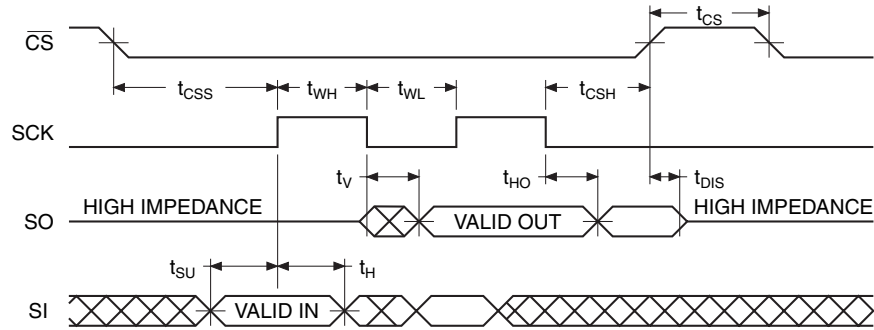 CS
tCS
tCSS
tWH
tWL
tCSH
SCK
tV
tHO
tDIS
SO
HIGH IMPEDANCE
VALID OUT
HIGH IMPEDANCE
tSU
tH
SI
VALID IN